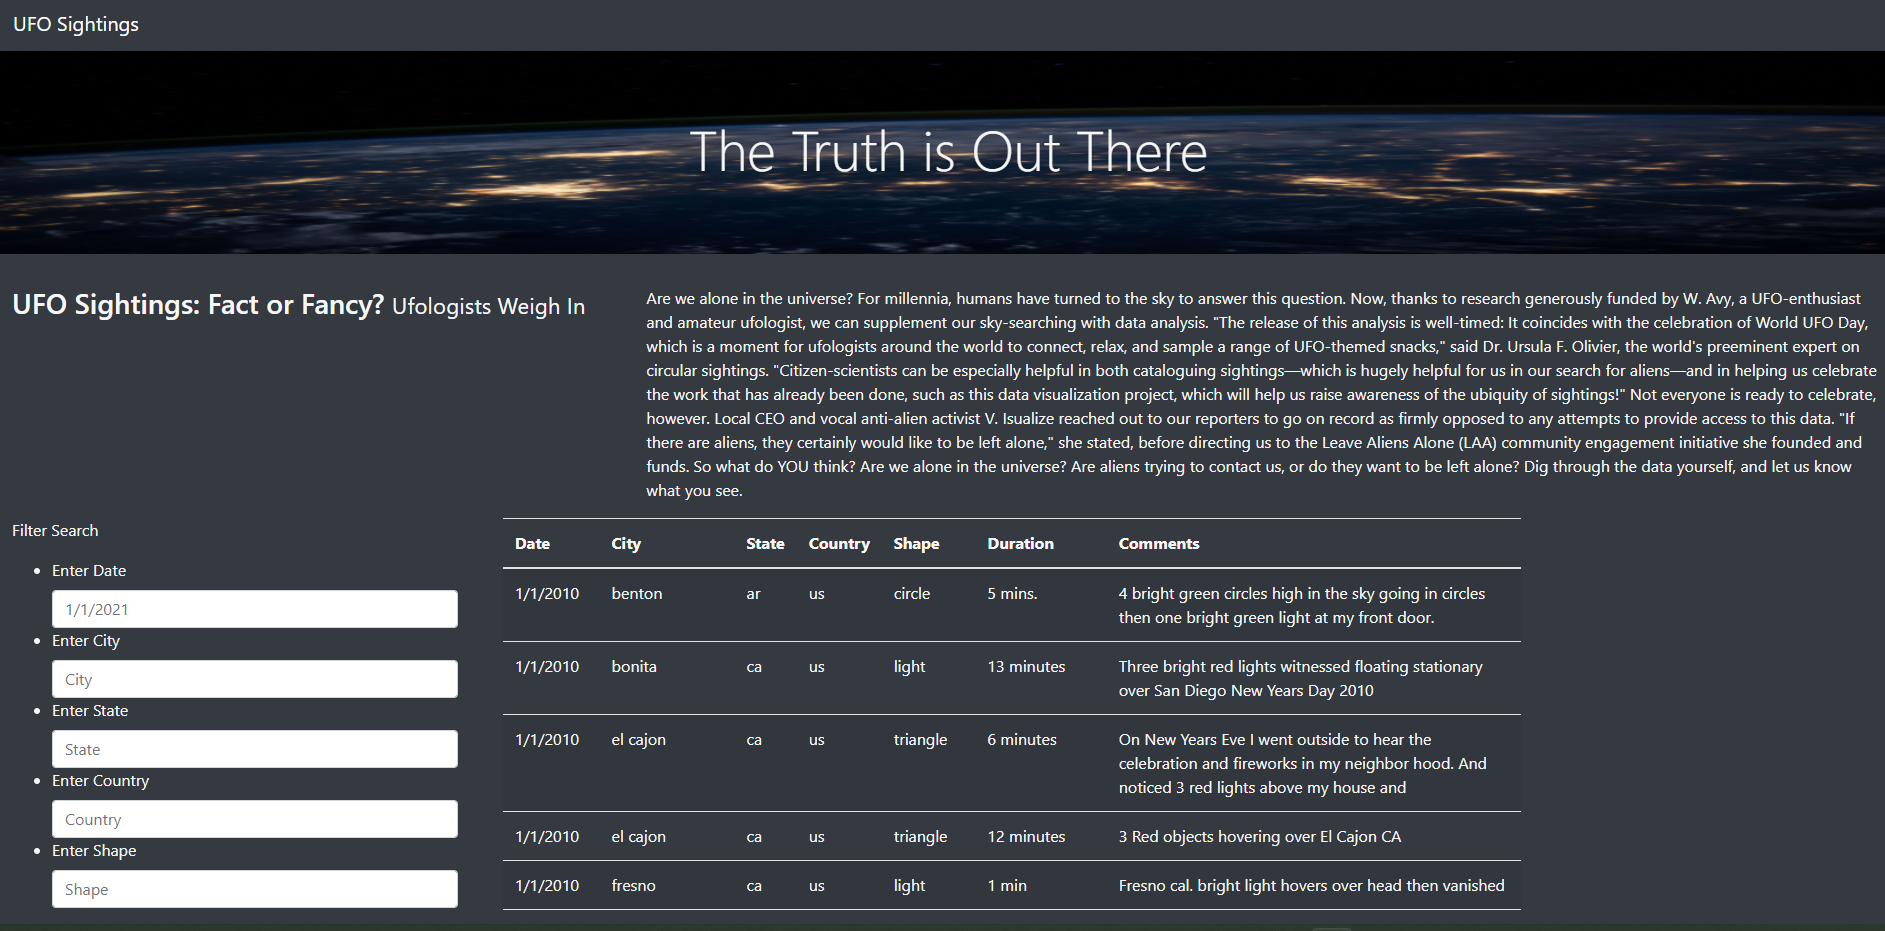 UFO Sightings
The Truth is Out There
UFO Sightings: Fact or Fancy? Ufologists Weigh In
Are we alone in the universe? For millennia, humans have turned to the sky to answer this question. Now, thanks to research generously funded by W. Avy, a UFO-enthusiast
and amateur ufologist, we can supplement our sky-searching with data analysis. "The release of this analysis is well-timed: It coincides with the celebration of World UFO Day,
which is a moment for ufologists around the world to connect, relax, and sample a range of UFO-themed snacks," said Dr. Ursula F. Olivier, the world's preeminent expert on
circular sightings. "Citizen-scientists can be especially helpful in both cataloguing sightings—which is hugely helpful for us in our search for aliens—and in helping us celebrate
the work that has already been done, such as this data visualization project, which will help us raise awareness of the ubiquity of sightings!" Not everyone is ready to celebrate,
however. Local CEO and vocal anti-alien activist V. Isualize reached out to our reporters to go on record as firmly opposed to any attempts to provide access to this data. "If
there are aliens, they certainly would like to be left alone," she stated, before directing us to the Leave Aliens Alone (LAA) community engagement initiative she founded and
funds. So what do YOU think? Are we alone in the universe? Are aliens trying to contact us, or do they want to be left alone? Dig through the data yourself, and let us know
what you see.
Filter Search
Enter Date
1/1/2021
Enter City
City
Enter State
State
Enter Country
Country
Enter Shape
Shape
Date City State Country Shape Duration Comments
1/1/2010 benton ar us circle 5 mins. 4 bright green circles high in the sky going in circles
then one bright green light at my front door.
1/1/2010 bonita ca us light 13 minutes Three bright red lights witnessed floating stationary
over San Diego New Years Day 2010
1/1/2010 el cajon ca us triangle 6 minutes On New Years Eve I went outside to hear the
celebration and fireworks in my neighbor hood. And
noticed 3 red lights above my house and
1/1/2010 el cajon ca us triangle 12 minutes 3 Red objects hovering over El Cajon CA
1/1/2010 fresno ca us light 1 min Fresno cal. bright light hovers over head then vanished